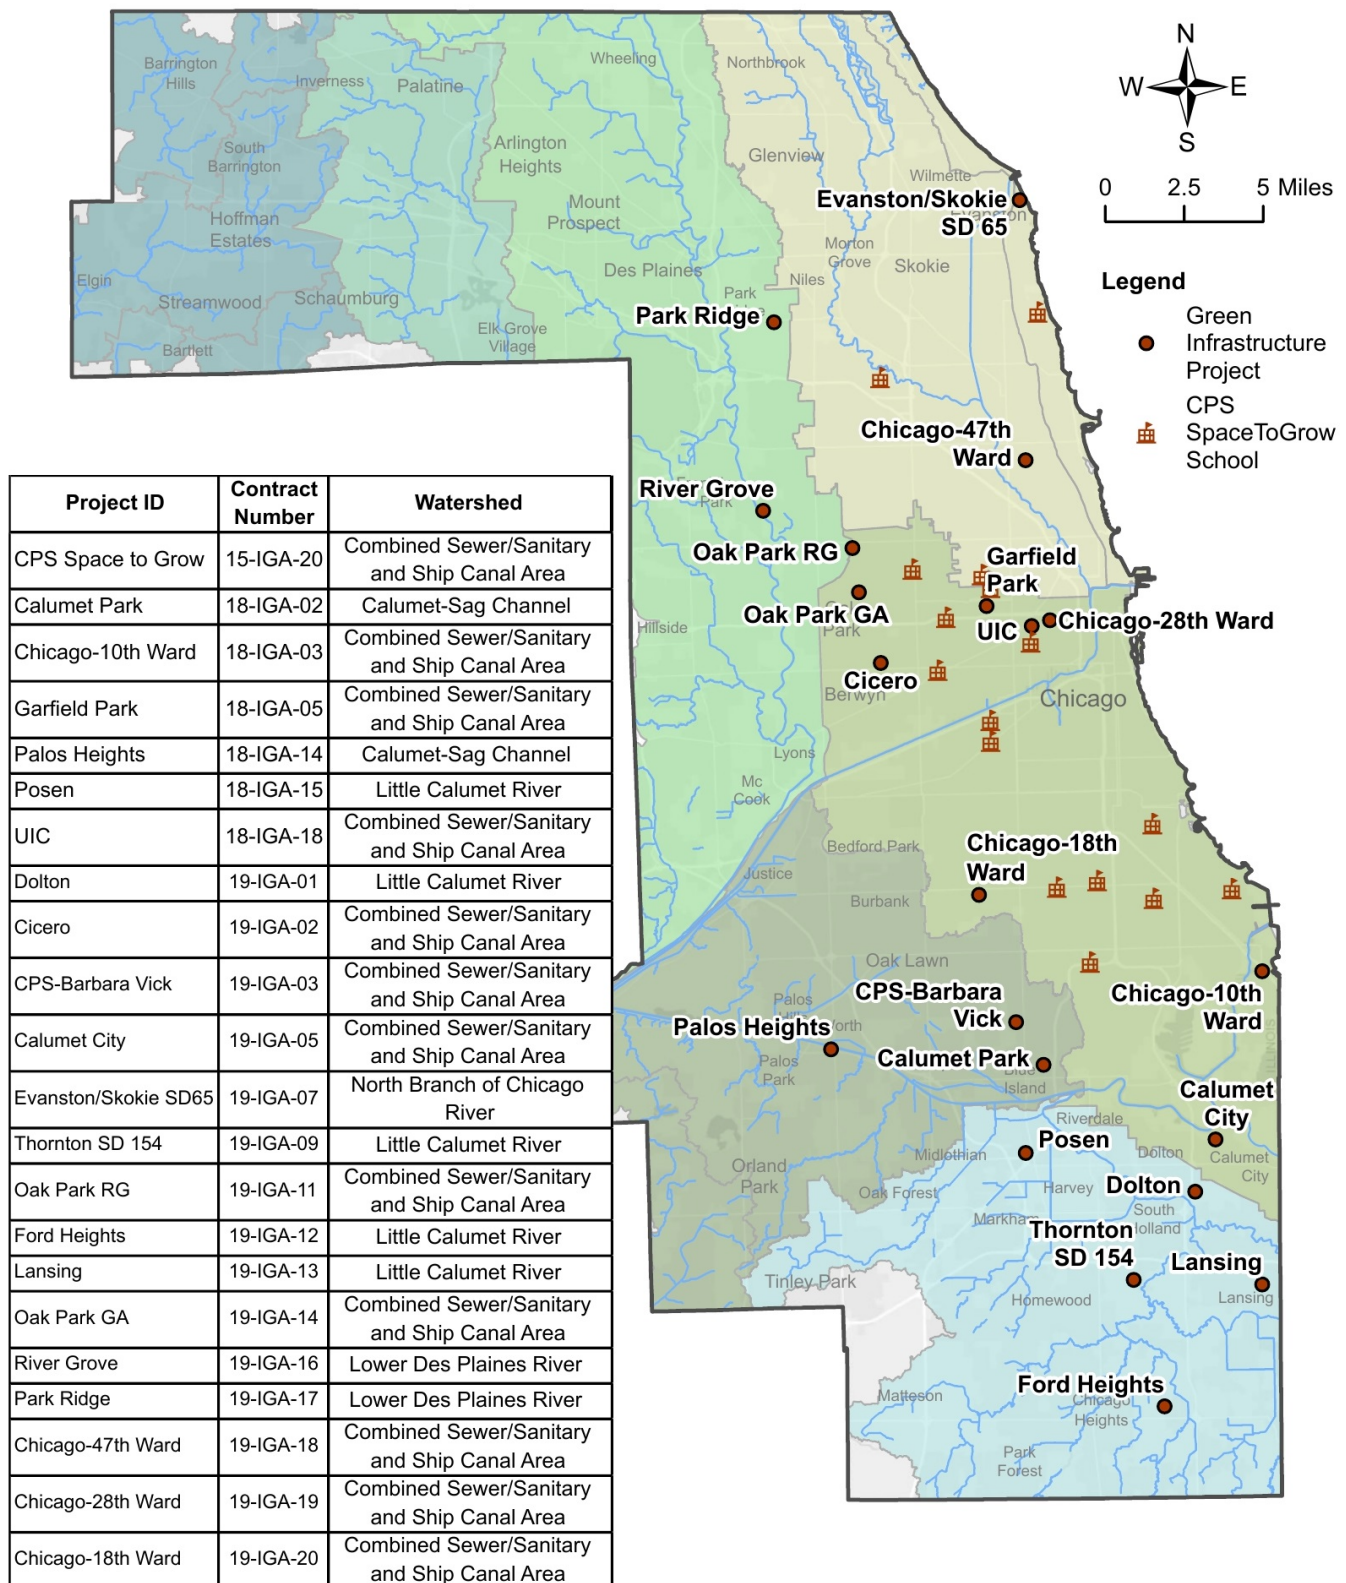 N
W E
S
0 2.5 5 Miles
Legend
Green
Infrastructure
Project
CPS
SpaceToGrow
School
Barrington
Hills
Inverness
Palatine
Wheeling
Northbrook
South
Barrington
Arlington
Heights
Glenview
Wilmette
Evanston/Skokie
SD 65
Evanston
Hoffman
Estates
Mount
Prospect
Morton
Grove
Skokie
Niles
Elgin
Streamwood
Schaumburg
Des Plaines
Park
Park Ridge
Elk Grove
Village
Bartlett
Chicago-47th
Ward
River Grove
Park
Oak Park RG
Garfield
Park
Oak Park GA
Park
Hillside
UIC
Chicago-28th Ward
Cicero
Berwyn
Chicago
Lyons
Mc
Cook
Bedford Park
Justice
Burbank
Chicago-18th
Ward
Oak Lawn
CPS-Barbara
Vick
Chicago-10th
Ward
Palos
Palos Heights
Palos
Park
Calumet Park
Island
Calumet
City
Riverdale
Posen
Midlothian
Dolton
Calumet
City
Orland
Park
Oak Forest
Harvey
Dolton
South
Holland
Markham
Thornton
SD 154
Lansing
Lansing
Tinley Park
Homewood
Ford Heights
Matteson
Chicago
Heights
Park
Forest
Project ID Contract Number Watershed
CPS Space to Grow 15-IGA-20 Combined Sewer/Sanitary
and Ship Canal Area
Calumet Park 18-IGA-02 Calumet-Sag Channel
Chicago-10th Ward 18-IGA-03 Combined Sewer/Sanitary
and Ship Canal Area
Garfield Park 18-IGA-05 Combined Sewer/Sanitary
and Ship Canal Area
Palos Heights 18-IGA-14 Calumet-Sag Channel
Posen 18-IGA-15 Little Calumet River
UIC 18-IGA-18 Combined Sewer/Sanitary
and Ship Canal Area
Dolton 19-IGA-01 Little Calumet River
Cicero 19-IGA-02 Combined Sewer/Sanitary
and Ship Canal Area
CPS-Barbara Vick 19-IGA-03 Combined Sewer/Sanitary
and Ship Canal Area
Calumet City 19-IGA-05 Combined Sewer/Sanitary
and Ship Canal Area
Evanston/Skokie SD65 19-IGA-07 North Branch of Chicago
River
Thornton SD 154 19-IGA-09 Little Calumet River
Oak Park RG 19-IGA-11 Combined Sewer/Sanitary
and Ship Canal Area
Ford Heights 19-IGA-12 Little Calumet River
Lansing 19-IGA-13 Little Calumet River
Oak Park GA 19-IGA-14 Combined Sewer/Sanitary
and Ship Canal Area
River Grove 19-IGA-16 Lower Des Plaines River
Park Ridge 19-IGA-17 Lower Des Plaines River
Chicago-47th Ward 19-IGA-18 Combined Sewer/Sanitary
and Ship Canal Area
Chicago-28th Ward 19-IGA-19 Combined Sewer/Sanitary
and Ship Canal Area
Chicago-18th Ward 19-IGA-20 Combined Sewer/Sanitary
and Ship Canal Area